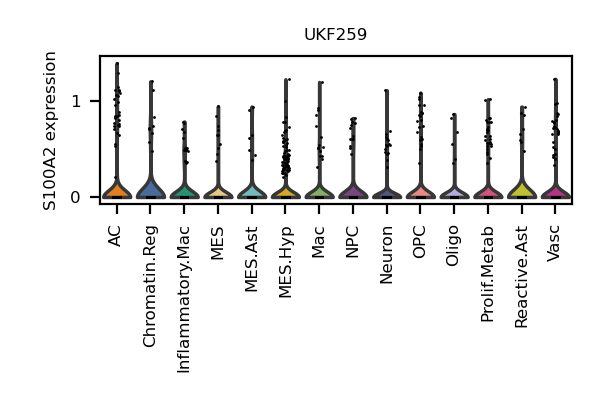 UKF259
S100A2 expression
1
0
AC
Chromatin.Reg
Inflammatory.Mac
MES
MES.Ast
MES.Hyp
Mac
NPC
Neuron
OPC
Oligo
Prolif.Metab
Reactive.Ast
Vasc